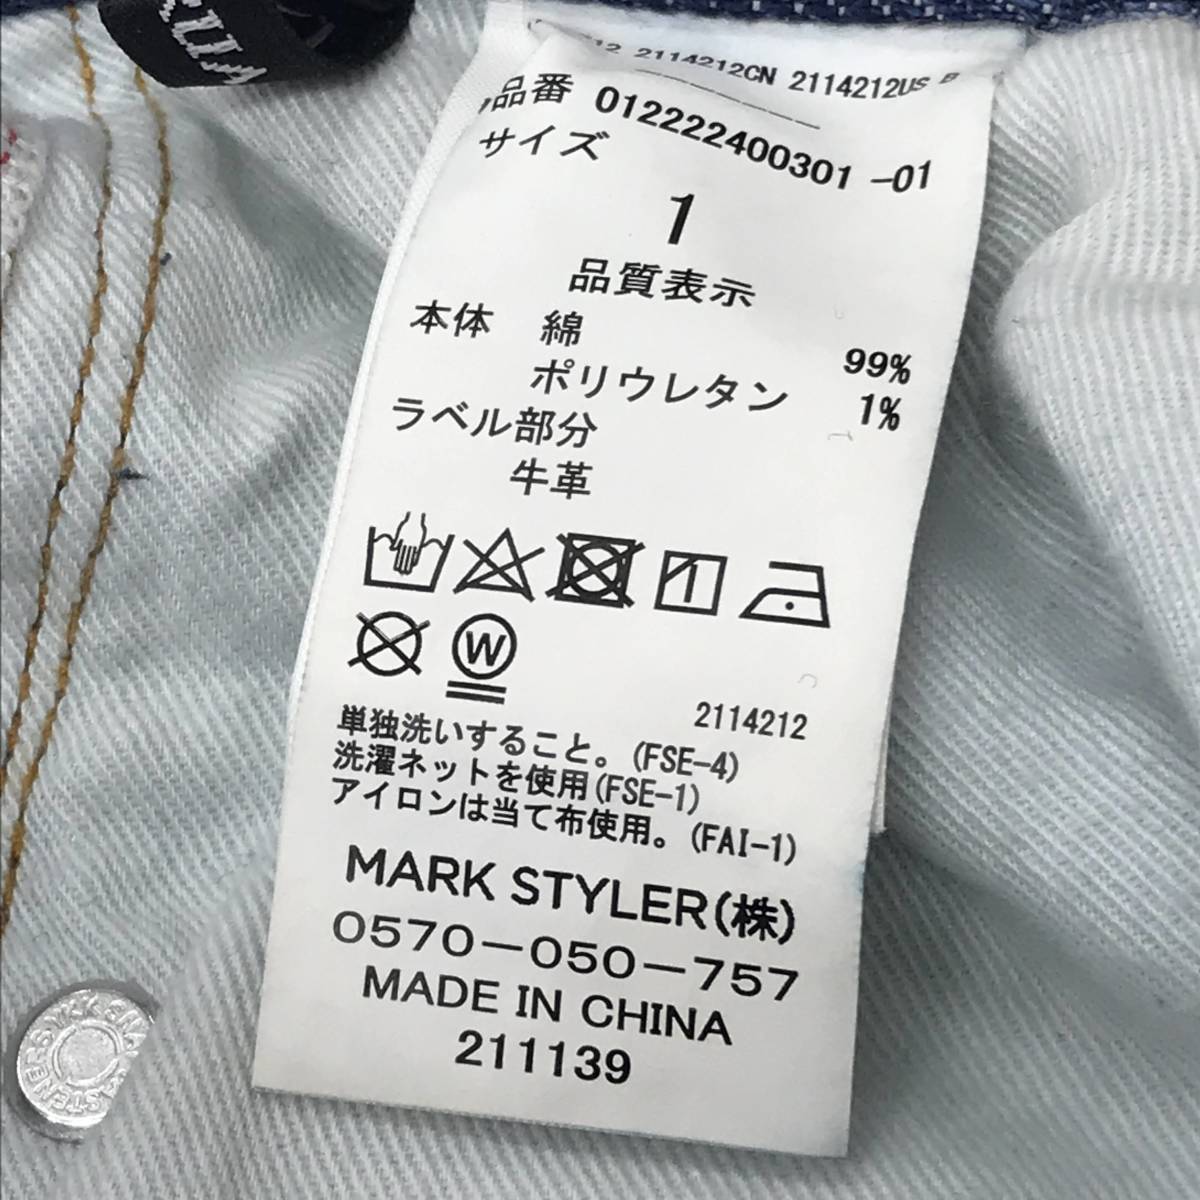 12 2114212CN 2114212US B
品番 012222400301 -01
サイズ
1
品質表示
本体 綿 99%
ポリウレタン 1%
ラベル部分
牛革
W
2114212
単独洗いすること。(FSE-4)
洗濯ネットを使用(FSE-1)
アイロンは当て布使用。(FAI-1)
MARK STYLER(株)
0570-050-757
MADE IN CHINA
211139